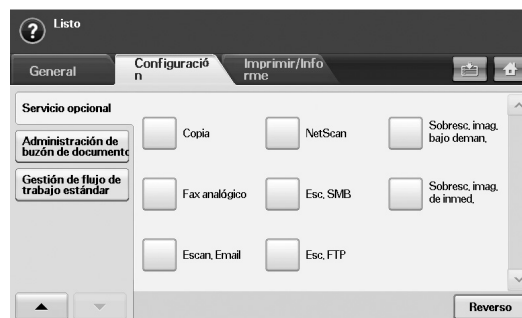 Listo
General
Configuració
n
Imprimir/Info
rme
Servicio opcional
Administración de
buzón de documento
Gestión de flujo de
trabajo estándar
Copia
NetScan
Sobresc, imag.
bajo deman,
Fax analógico
Esc, SMB
Sobresc, imag.
de inmed,
Escan, Email
Esc, FTP
Reverso